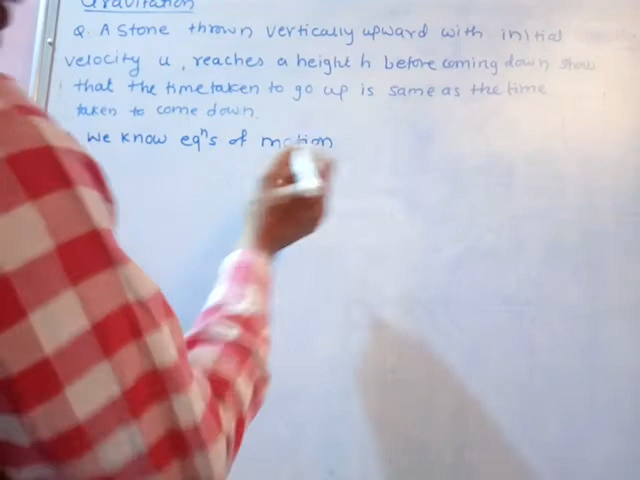 Gravitation
Q. A Stone thrown vertically upward with initial
velocity u, reaches a height h before coming down show
that the time taken to go up is same as the time
taken to come down.
We know eqⁿs of motion